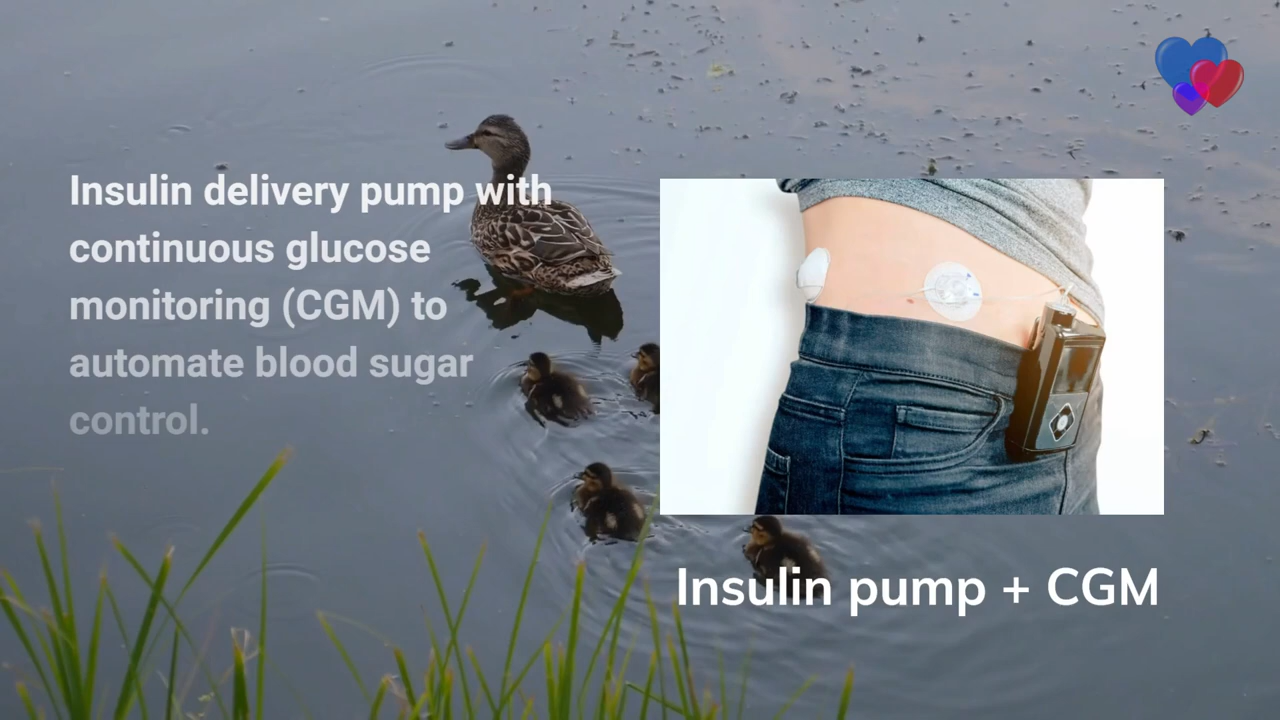 Insulin delivery pump with
continuous glucose
monitoring (CGM) to
automate blood sugar
control.
Insulin pump + CGM